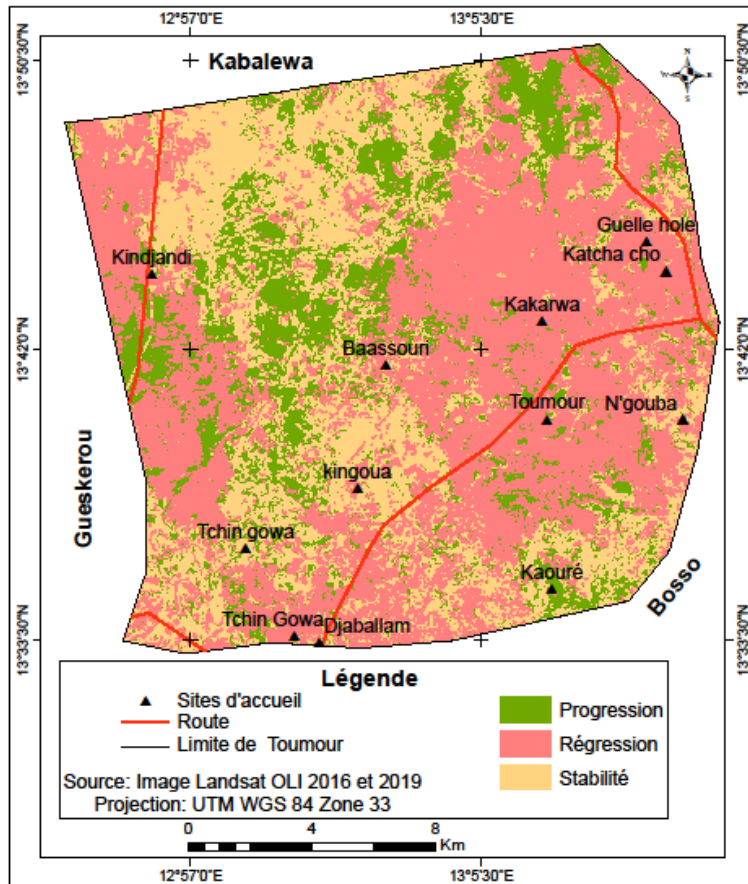 12°57'0"E 13°5'30"E
13°50'30"N 13°50'30"N
Kabalewa
N
W E
S
Guelle hole
Kindjandi
Katcha cho
Kakarwa
13°42'0"N 13°42'0"N
Baassouri
Toumour N'gouba
kingoua
Gueskerou
Tchin gowa
Kaouré
Bosso
Tchin Gowa
Djaballam
13°33'30"N 13°33'30"N
Légende
Sites d'accueil
Route
Limite de Toumour
Progression
Régression
Stabilité
Source: Image Landsat OLI 2016 et 2019
Projection: UTM WGS 84 Zone 33
0 4 8
Km
12°57'0"E 13°5'30"E